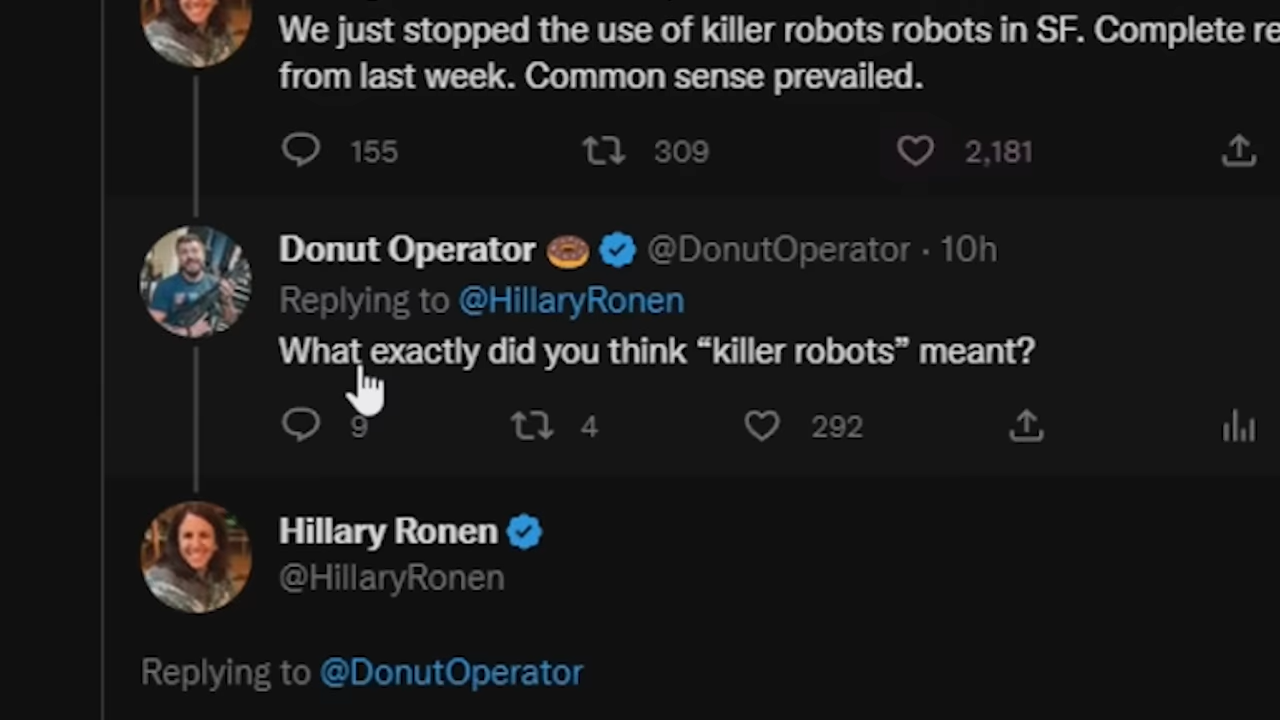 We just stopped the use of killer robots robots in SF. Complete re
from last week. Common sense prevailed.
155 309 2,181
Donut Operator 🍩 @DonutOperator · 10h
Replying to @HillaryRonen
What exactly did you think “killer robots” meant?
9 4 292
Hillary Ronen
@HillaryRonen
Replying to @DonutOperator